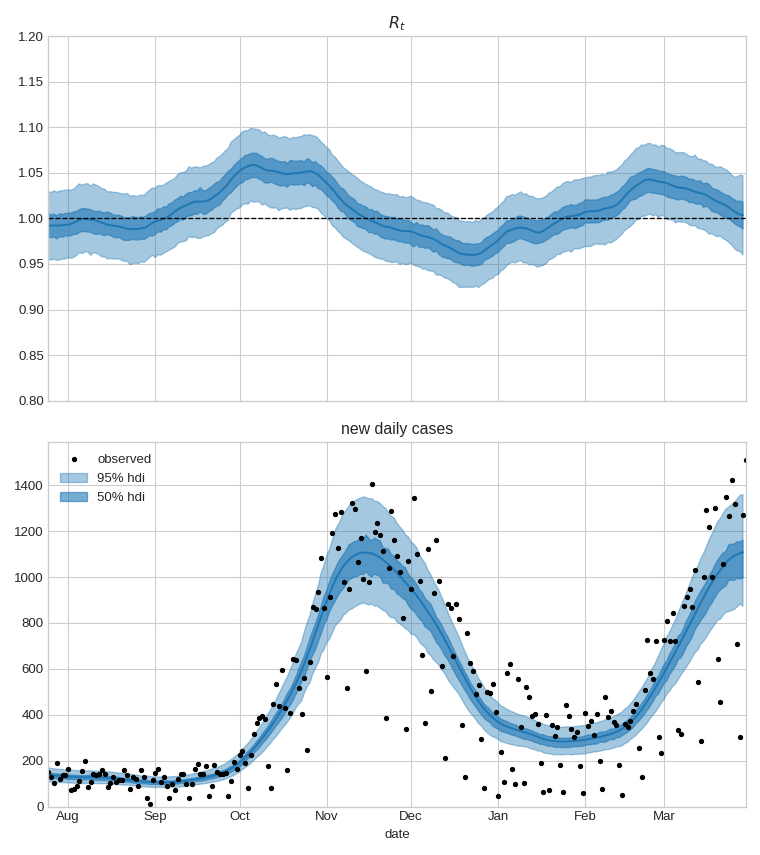 R_t
1.20
1.15
1.10
1.05
1.00
0.95
0.90
0.85
0.80
new daily cases
observed
95% hdi
50% hdi
1400
1200
1000
800
600
400
200
0
Aug Sep Oct Nov Dec Jan Feb Mar
date